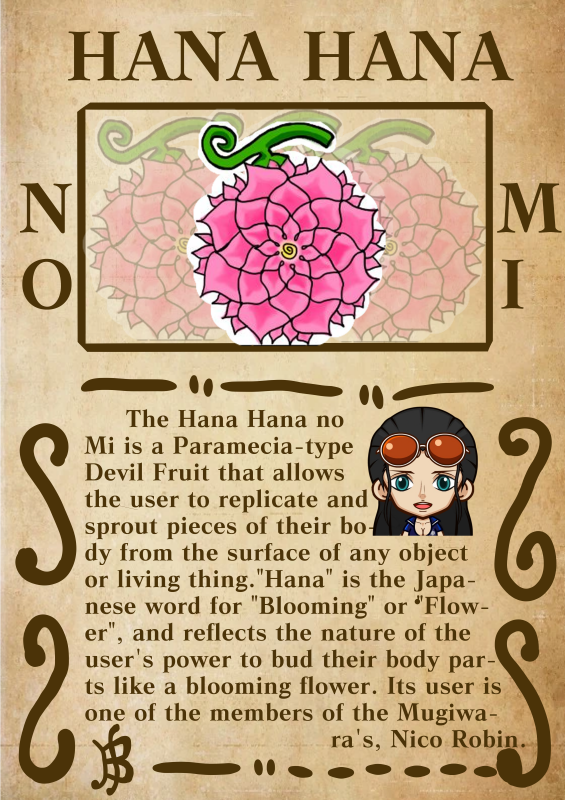 HANA HANA
NO
MI
The Hana Hana no
Mi is a Paramecia-type
Devil Fruit that allows
the user to replicate and
sprout pieces of their bo-
dy from the surface of any object
or living thing."Hana" is the Japa-
nese word for "Blooming" or "Flow-
er", and reflects the nature of the
user's power to bud their body par-
ts like a blooming flower. Its user is
one of the members of the Mugiwa-
ra's, Nico Robin.